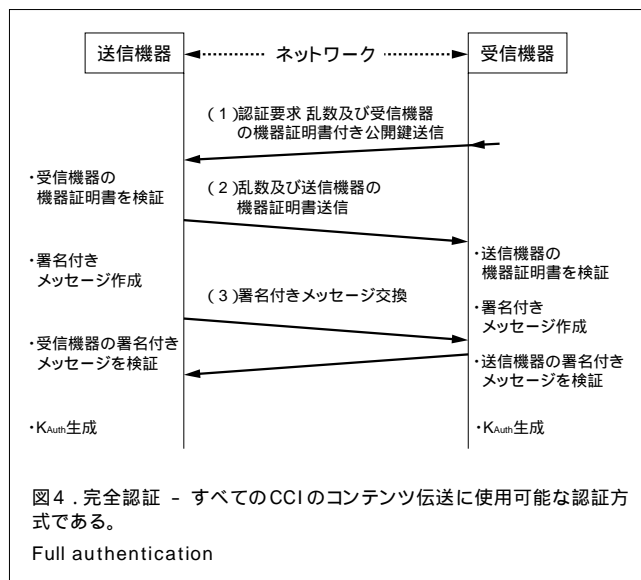 送信機器
ネットワーク
受信機器
(1)認証要求 乱数及び受信機器
の機器証明書付き公開鍵送信
・受信機器の
機器証明書を検証
(2)乱数及び送信機器の
機器証明書送信
・送信機器の
機器証明書を検証
・署名付き
メッセージ作成
(3)署名付きメッセージ交換
・署名付き
メッセージ作成
・受信機器の署名付き
メッセージを検証
・送信機器の署名付き
メッセージを検証
・KAuth生成
・KAuth生成
図4.完全認証 - すべてのCCIのコンテンツ伝送に使用可能な認証方
式である。
Full authentication